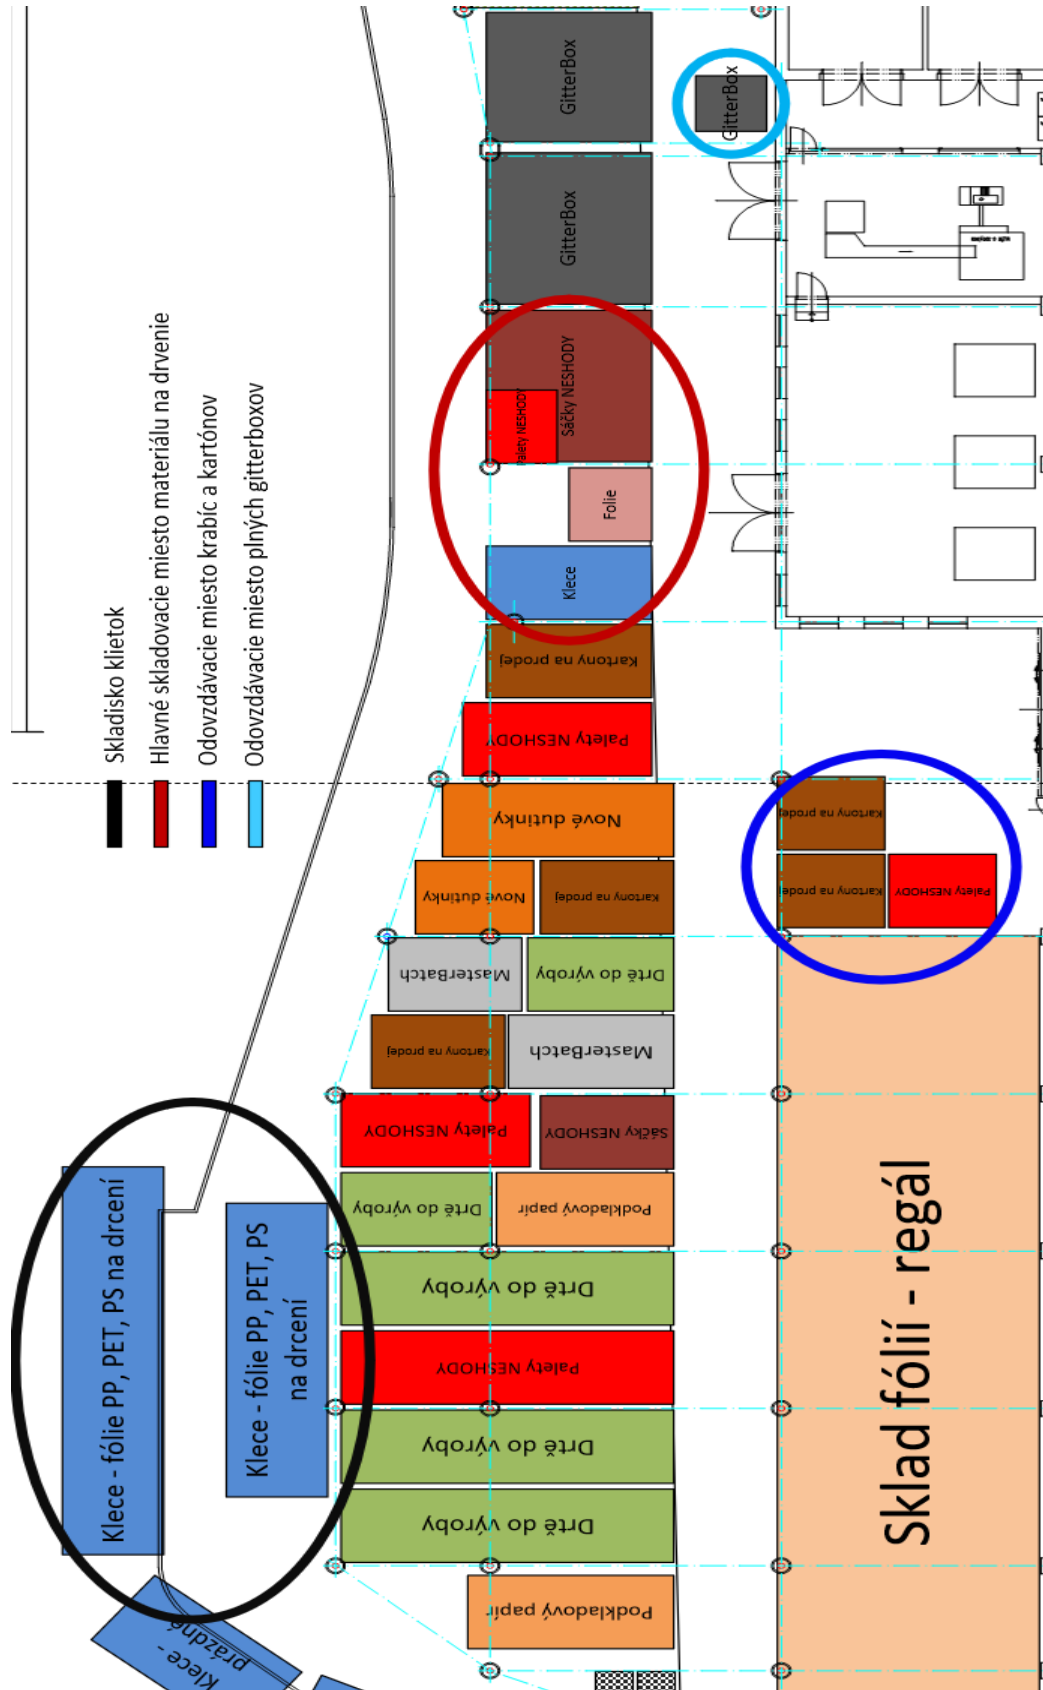 GitterBox
GitterBox
GitterBox
Sáčky NESHODY
Palety NESHODY
Folie
Klece
Kartony na prodej
Palety NESHODY
Nové dutinky
Nové dutinky
Kartony na prodej
MasterBatch
Drtě do výroby
Kartony na prodej
MasterBatch
Palety NESHODY
Sáčky NESHODY
Drtě do výroby
Podkladový papír
Drtě do výroby
Palety NESHODY
Drtě do výroby
Drtě do výroby
Podkladový papír
Kartony na prodej
Kartony na prodej
Palety NESHODY
Sklad fólií - regál
Skladisko klietok
Hlavné skladovacie miesto materiálu na drvenie
Odovzdávacie miesto krabíc a kartónov
Odovzdávacie miesto plných gitterboxov
Klece - fólie PP, PET, PS na drcení
Klece - fólie PP, PET, PS
na drcení
Klece -
prázdné